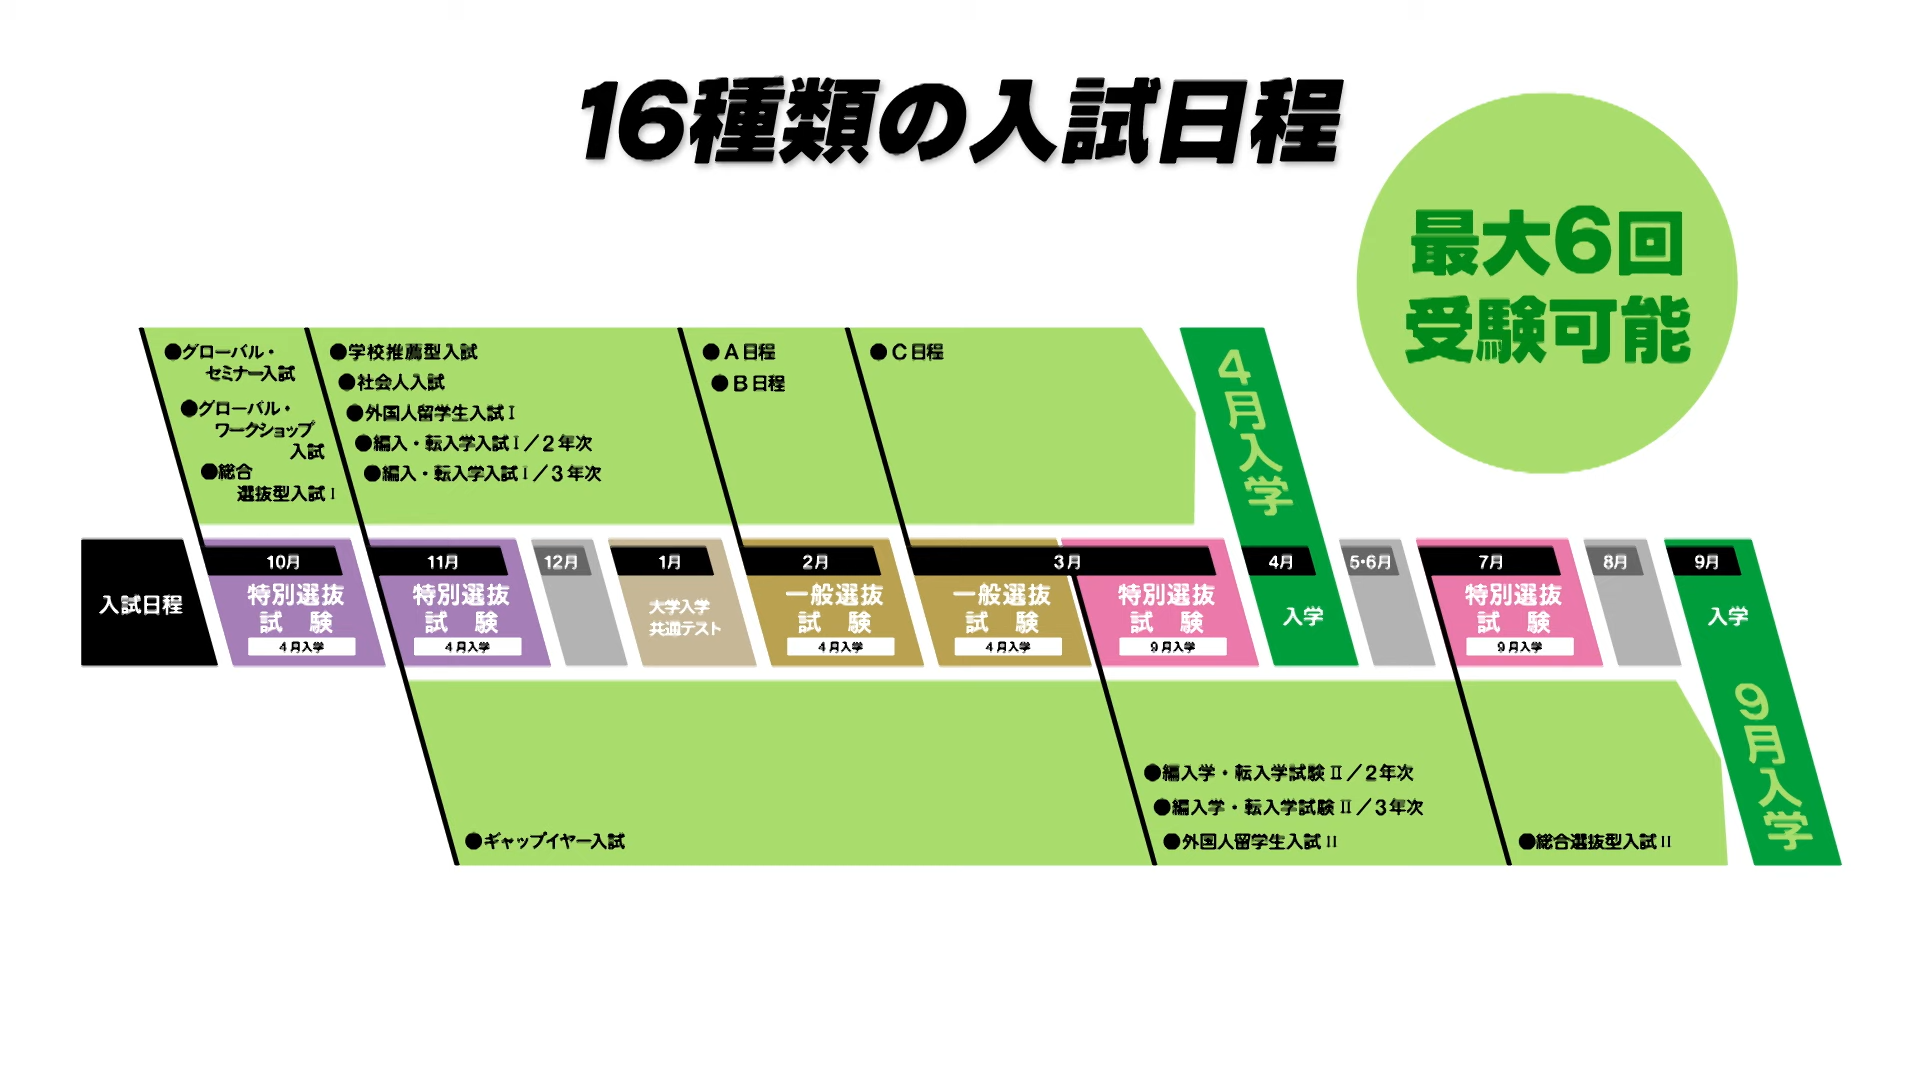 16種類の入試日程
最大6回
受験可能
●グローバル・
セミナー入試
●グローバル・
ワークショップ
入試
●総合
選抜型入試Ⅰ
●学校推薦型入試
●社会人入試
●外国人留学生入試Ⅰ
●編入・転入学入試Ⅰ／2年次
●編入・転入学入試Ⅰ／3年次
●A日程
●B日程
●C日程
4月入学
入試日程
10月
特別選抜
試 験
4月入学
11月
特別選抜
試 験
4月入学
12月
1月
大学入学
共通テスト
2月
一般選抜
試 験
4月入学
3月
一般選抜
試 験
4月入学
特別選抜
試 験
9月入学
4月
入学
5・6月
7月
特別選抜
試 験
9月入学
8月
9月
入学
●ギャップイヤー入試
●編入学・転入学試験Ⅱ／2年次
●編入学・転入学試験Ⅱ／3年次
●外国人留学生入試Ⅱ
●総合選抜型入試Ⅱ
9月入学